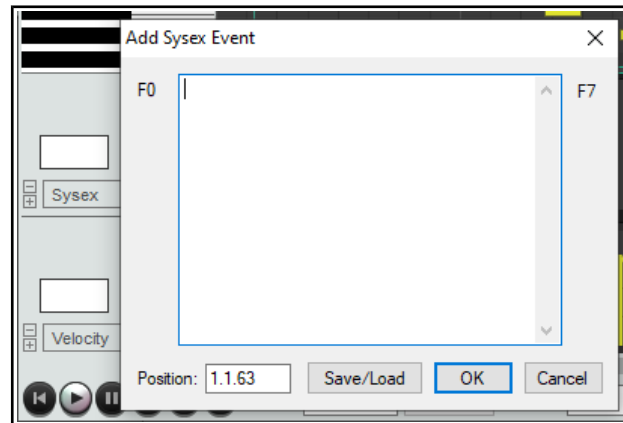 Add Sysex Event
F0
F7
Sysex
Velocity
Position: 1.1.63 Save/Load OK Cancel